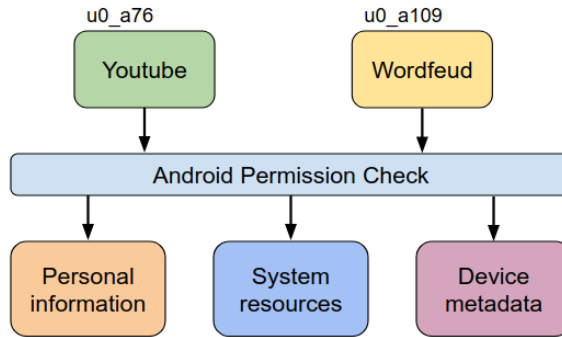 u0_a76
u0_a109
Youtube
Wordfeud
Android Permission Check
Personal
information
System
resources
Device
metadata